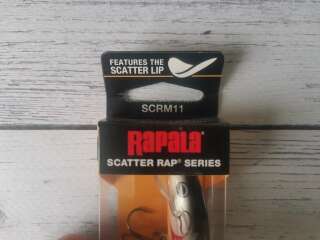 FEATURES THE
SCATTER LIP
SCRM11
Rapala
SCATTER RAP® SERIES